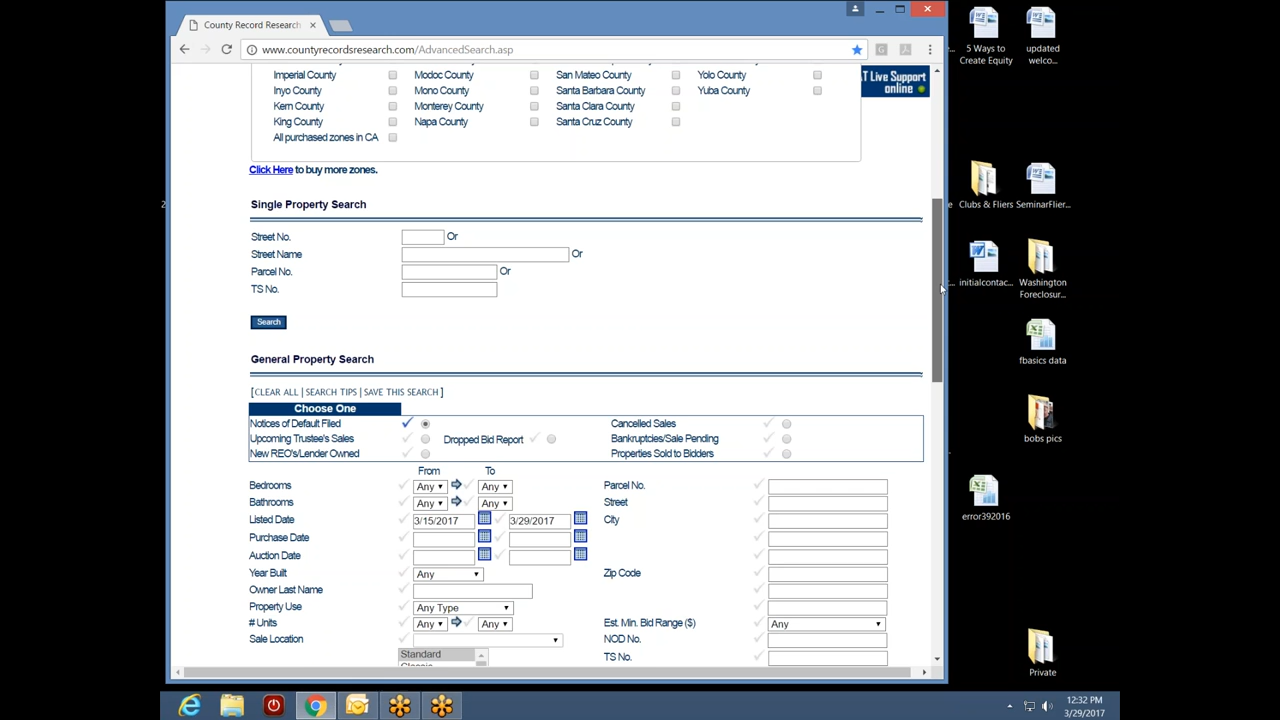 County Record Research
www.countyrecordsresearch.com/AdvancedSearch.asp
Imperial County Modoc County San Mateo County Yolo County
Inyo County Mono County Santa Barbara County Yuba County
Kern County Monterey County Santa Clara County
King County Napa County Santa Cruz County
All purchased zones in CA
T Live Support
online
Click Here to buy more zones.
Single Property Search
Street No. Or
Street Name Or
Parcel No. Or
TS No.
Search
General Property Search
[CLEAR ALL | SEARCH TIPS | SAVE THIS SEARCH ]
Choose One
Notices of Default Filed Cancelled Sales
Upcoming Trustee's Sales Dropped Bid Report Bankruptcies/Sale Pending
New REO's/Lender Owned Properties Sold to Bidders
From To
Bedrooms Any Any Parcel No.
Bathrooms Any Any Street
Listed Date 3/15/2017 3/29/2017 City
Purchase Date
Auction Date
Year Built Any Zip Code
Owner Last Name
Property Use Any Type
# Units Any Any Est. Min. Bid Range ($) Any
Sale Location NOD No.
Standard TS No.
Classic
5 Ways to
Create Equity
updated
welco...
Clubs & Fliers
SeminarFlier...
initialcontac...
Washington
Foreclosur...
fbasics data
bobs pics
error392016
Private
12:32 PM
3/29/2017